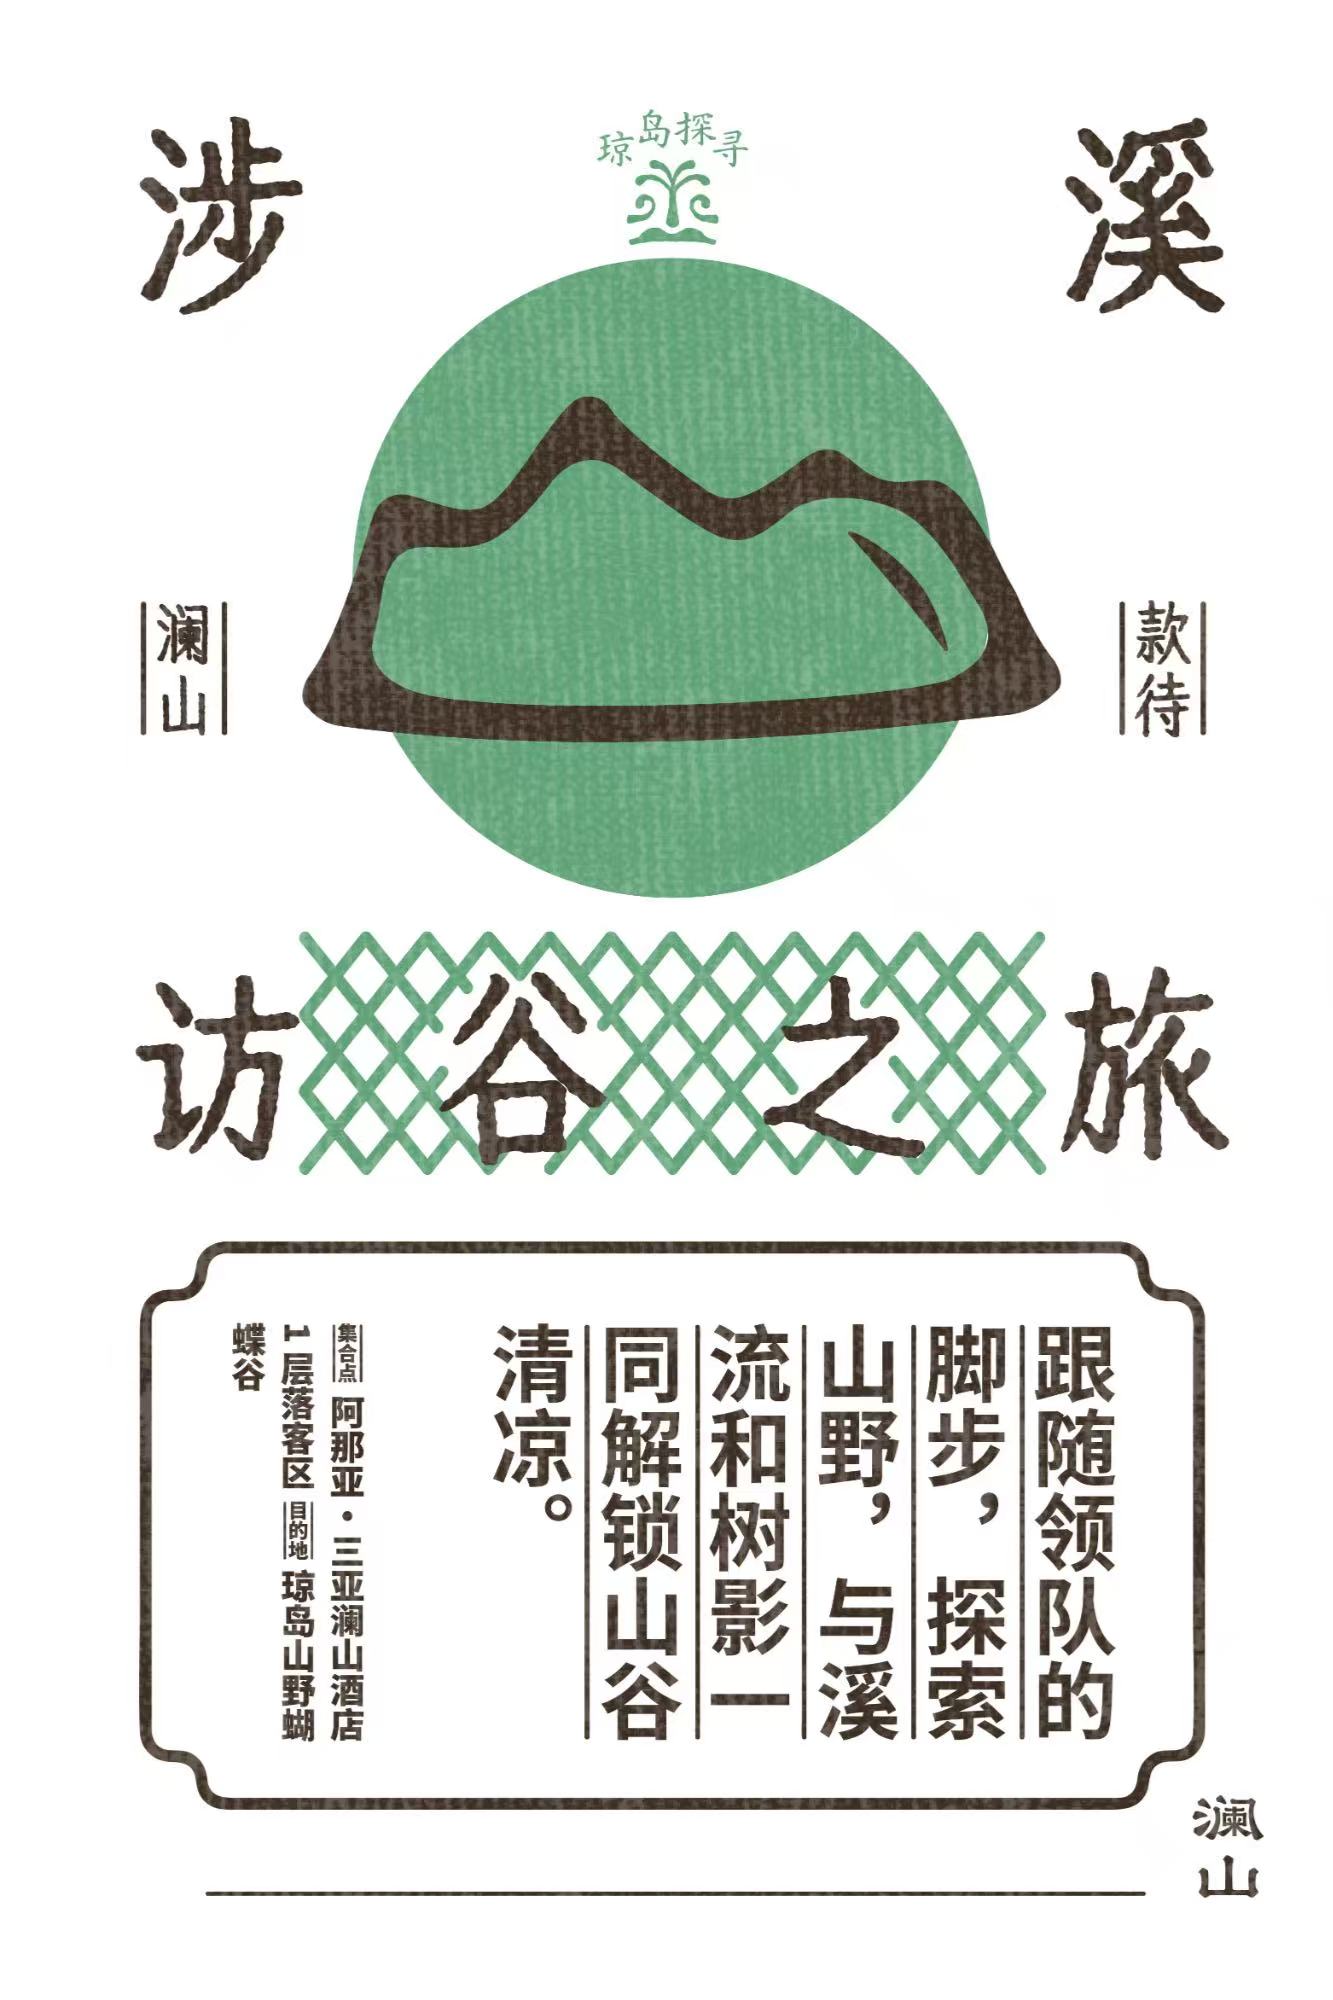 琼岛探寻
涉溪
澜山
款待
访谷之旅
跟随领队的
脚步，探索
山野，与溪
流和树影一
同解锁山谷
清凉。
集合点 阿那亚·三亚澜山酒店
1层落客区 目的地 琼岛山野蝴
蝶谷
澜山